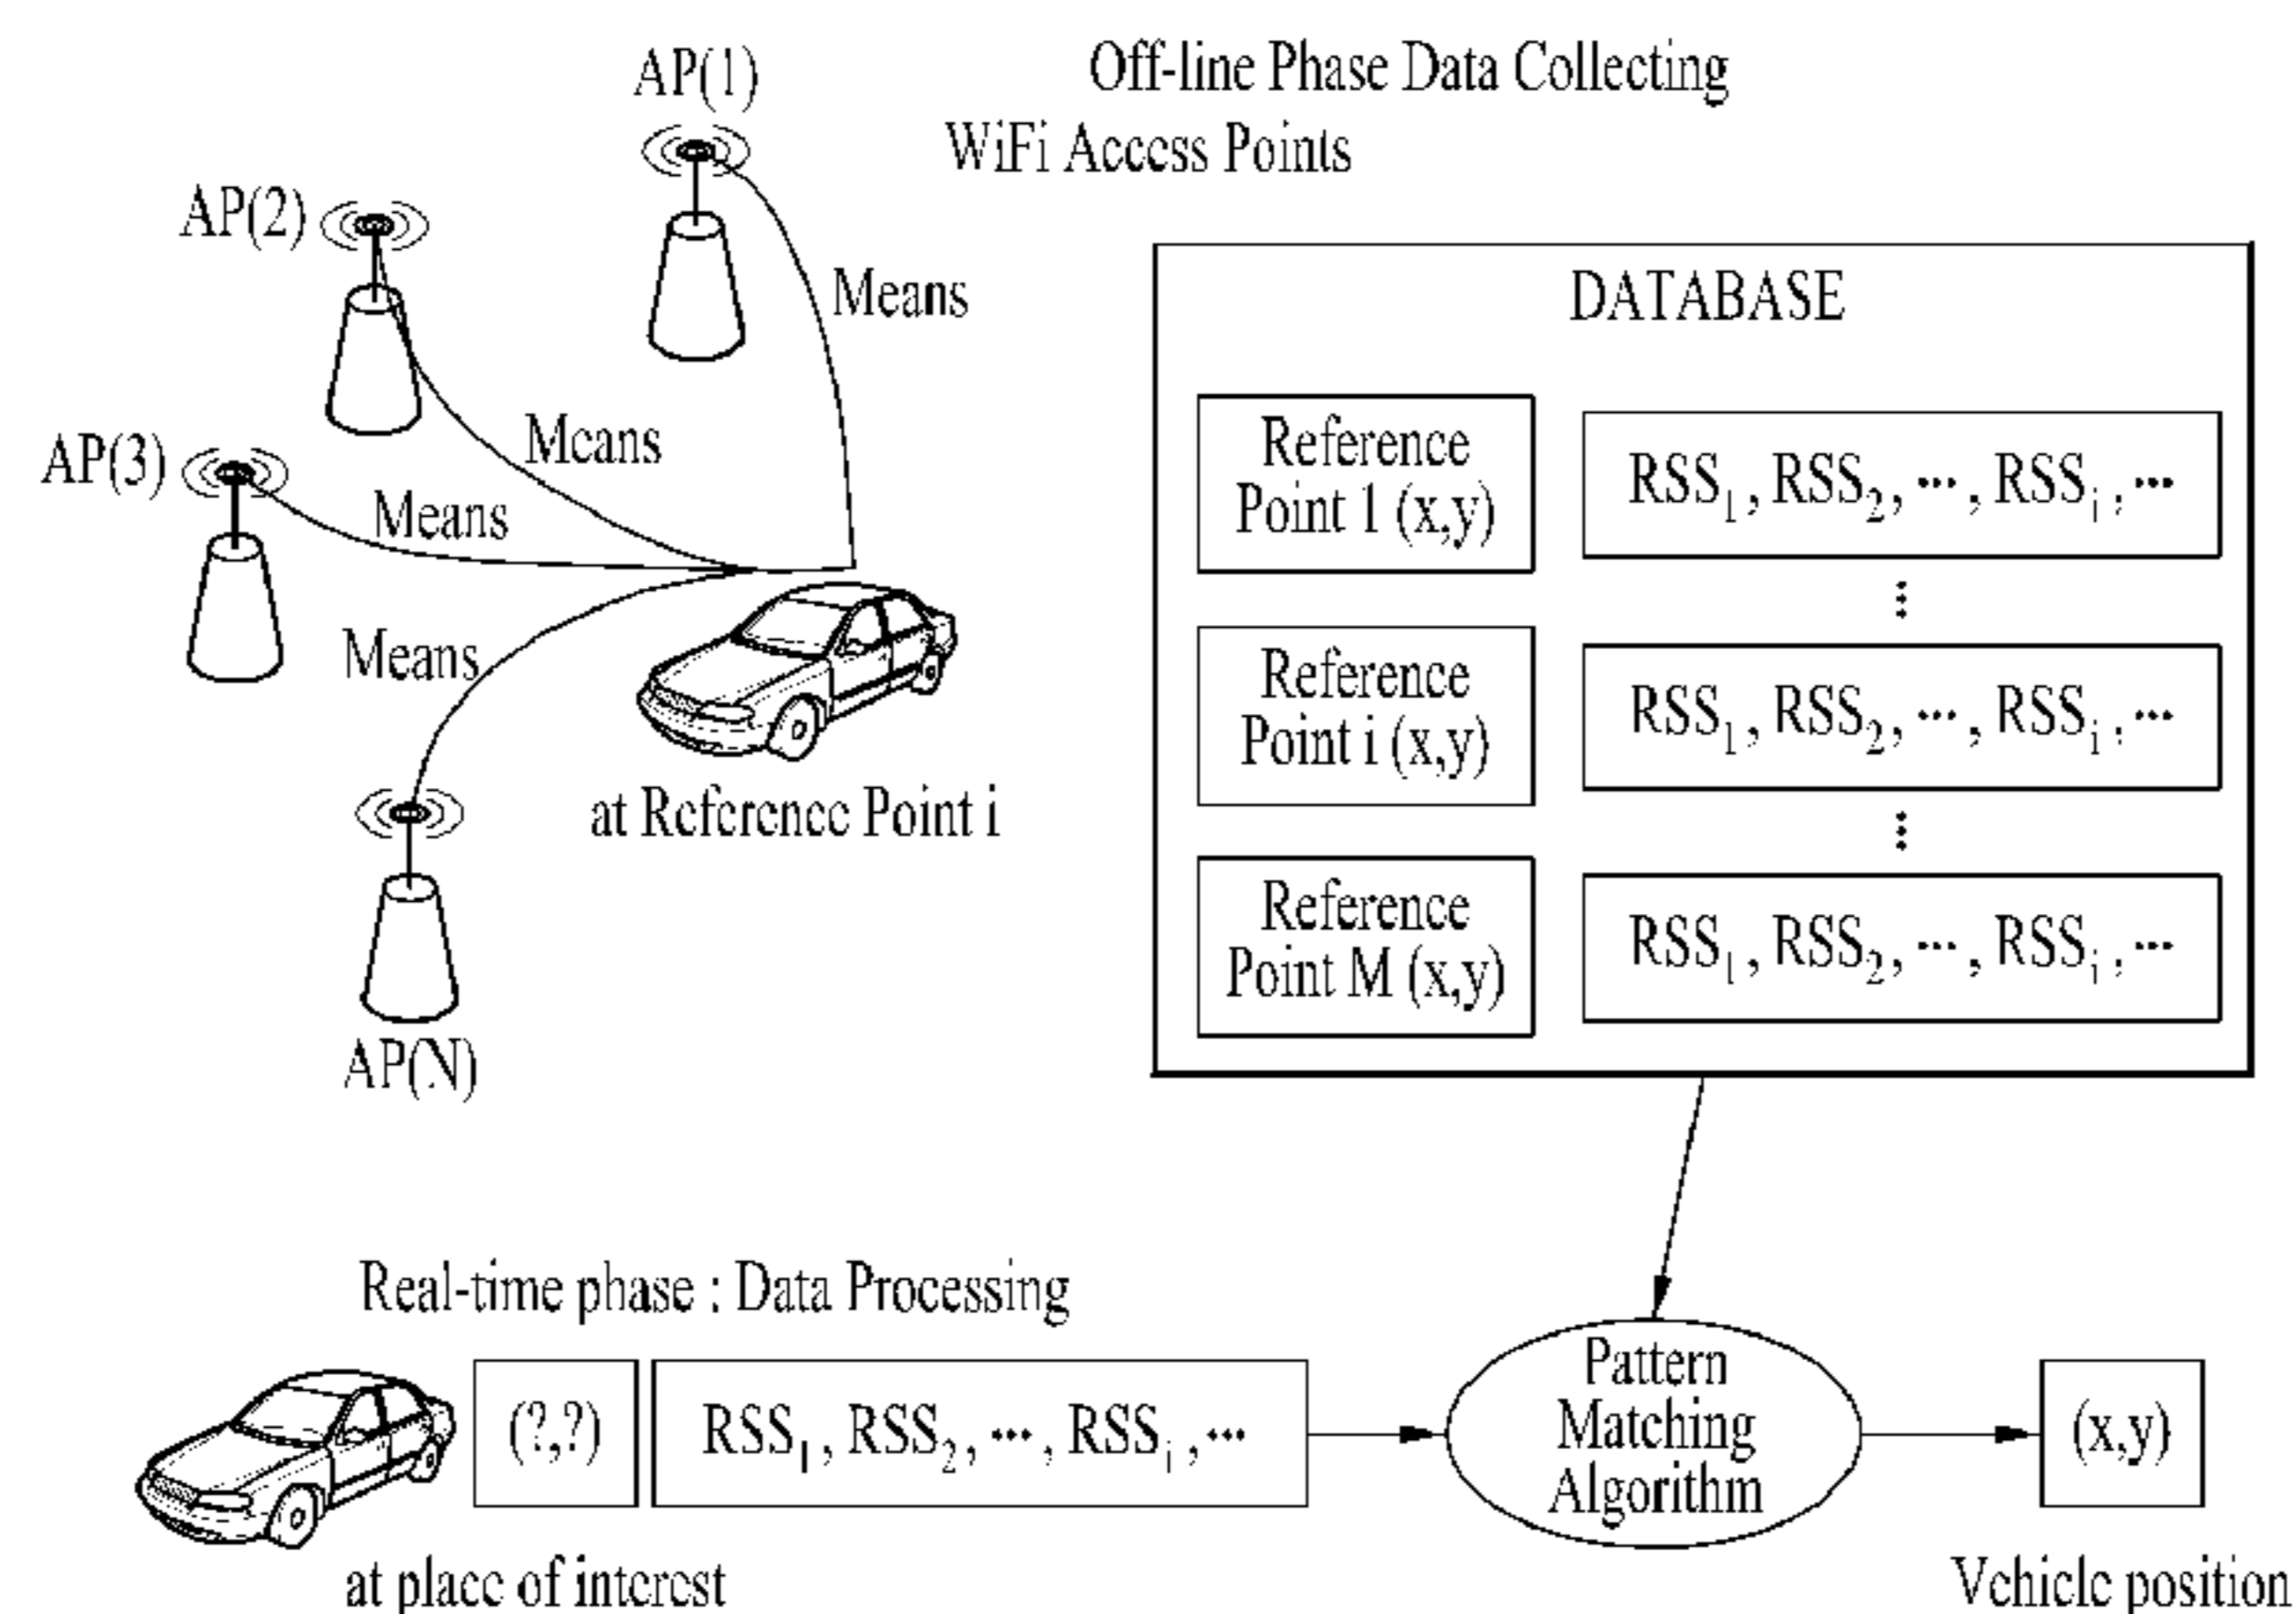 Off-line Phase Data Collecting
WiFi Access Points
AP(1)
AP(2)
AP(3)
AP(N)
Means
Means
Means
Means
at Reference Point i
DATABASE
Reference
Point 1 (x,y)
RSS₁, RSS₂, ···, RSSᵢ, ···
⋮
Reference
Point i (x,y)
RSS₁, RSS₂, ···, RSSᵢ, ···
⋮
Reference
Point M (x,y)
RSS₁, RSS₂, ···, RSSᵢ, ···
Real-time phase : Data Processing
(?,?)
RSS₁, RSS₂, ···, RSSᵢ, ···
at place of interest
Pattern
Matching
Algorithm
(x,y)
Vehicle position